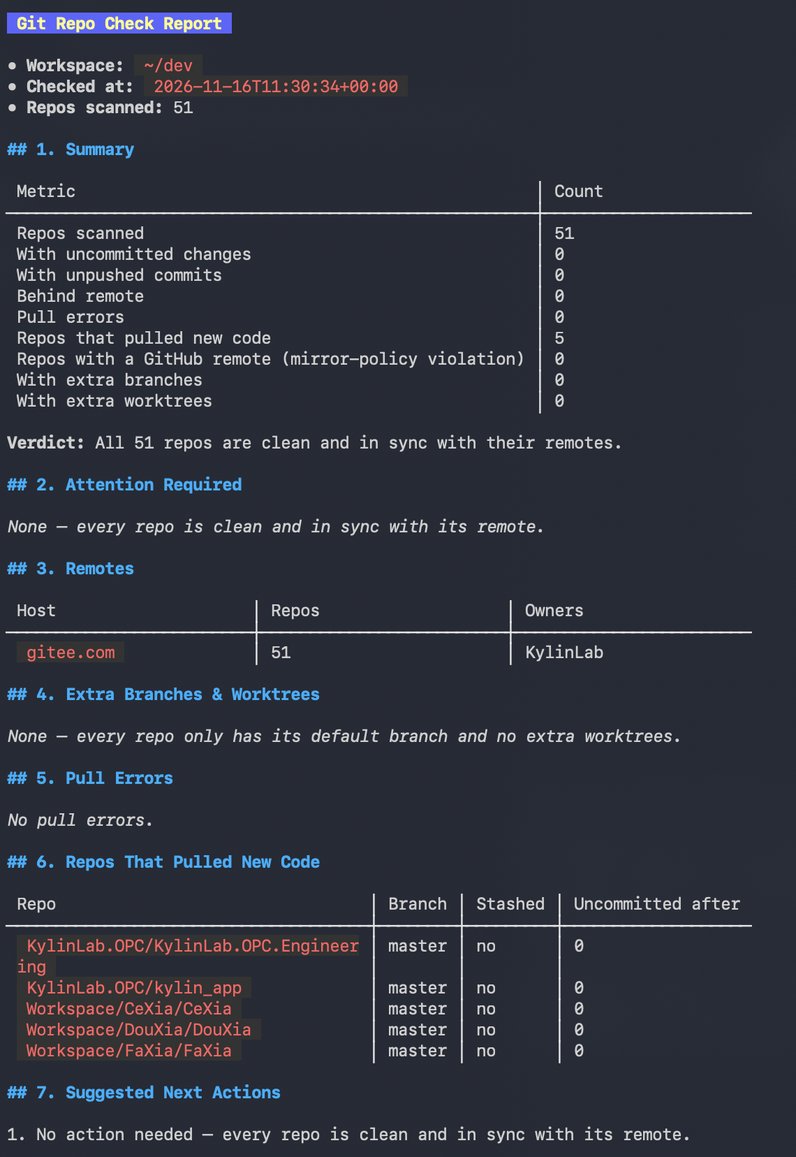 Git Repo Check Report
• Workspace: ~/dev
• Checked at: 2026-11-16T11:30:34+00:00
• Repos scanned: 51
## 1. Summary
Metric | Count
Repos scanned | 51
With uncommitted changes | 0
With unpushed commits | 0
Behind remote | 0
Pull errors | 0
Repos that pulled new code | 5
Repos with a GitHub remote (mirror-policy violation) | 0
With extra branches | 0
With extra worktrees | 0
Verdict: All 51 repos are clean and in sync with their remotes.
## 2. Attention Required
None — every repo is clean and in sync with its remote.
## 3. Remotes
Host | Repos | Owners
gitee.com | 51 | KylinLab
## 4. Extra Branches & Worktrees
None — every repo only has its default branch and no extra worktrees.
## 5. Pull Errors
No pull errors.
## 6. Repos That Pulled New Code
Repo | Branch | Stashed | Uncommitted after
KylinLab.OPC/KylinLab.OPC.Engineer | master | no | 0
ing
KylinLab.OPC/kylin_app | master | no | 0
Workspace/CeXia/CeXia | master | no | 0
Workspace/DouXia/DouXia | master | no | 0
Workspace/FaXia/FaXia | master | no | 0
## 7. Suggested Next Actions
1. No action needed — every repo is clean and in sync with its remote.